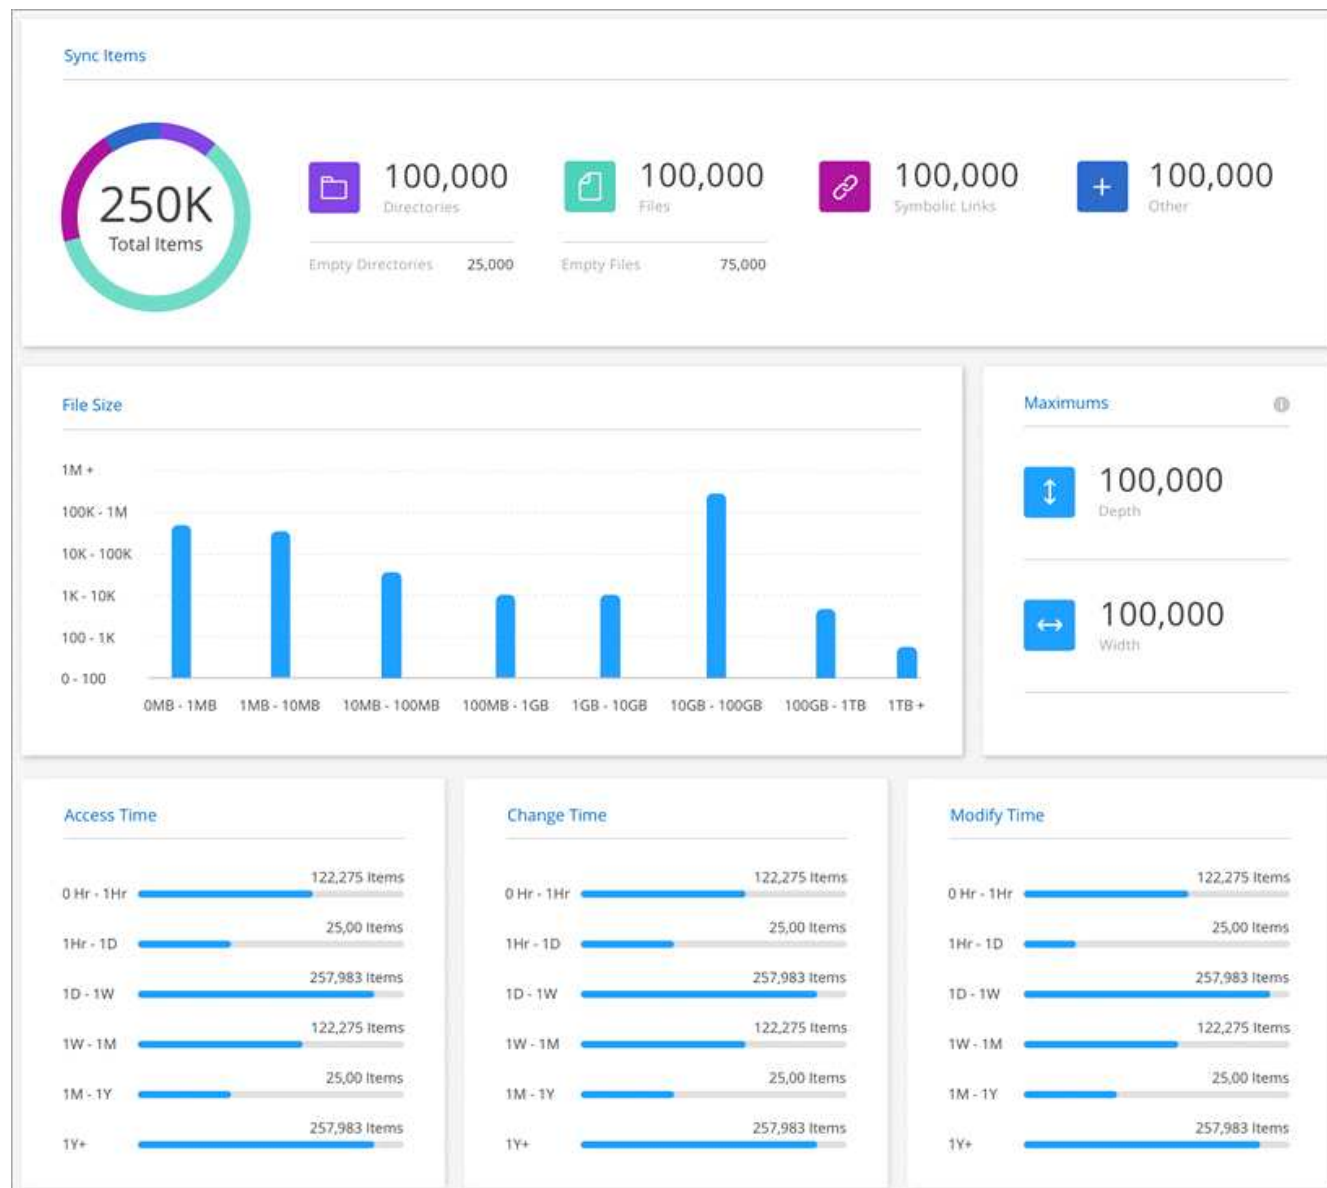 Sync Items
250K
Total Items
100,000
Directories
Empty Directories 25,000
100,000
Files
Empty Files 75,000
100,000
Symbolic Links
100,000
Other
File Size
1M +
100K - 1M
10K - 100K
1K - 10K
100 - 1K
0 - 100
0MB - 1MB 1MB - 10MB 10MB - 100MB 100MB - 1GB 1GB - 10GB 10GB - 100GB 100GB - 1TB 1TB +
Maximums
100,000
Depth
100,000
Width
Access Time
122,275 Items
0 Hr - 1Hr
25,00 Items
1Hr - 1D
257,983 Items
1D - 1W
122,275 Items
1W - 1M
25,00 Items
1M - 1Y
257,983 Items
1Y+
Change Time
122,275 Items
0 Hr - 1Hr
25,00 Items
1Hr - 1D
257,983 Items
1D - 1W
122,275 Items
1W - 1M
25,00 Items
1M - 1Y
257,983 Items
1Y+
Modify Time
122,275 Items
0 Hr - 1Hr
25,00 Items
1Hr - 1D
257,983 Items
1D - 1W
122,275 Items
1W - 1M
25,00 Items
1M - 1Y
257,983 Items
1Y+